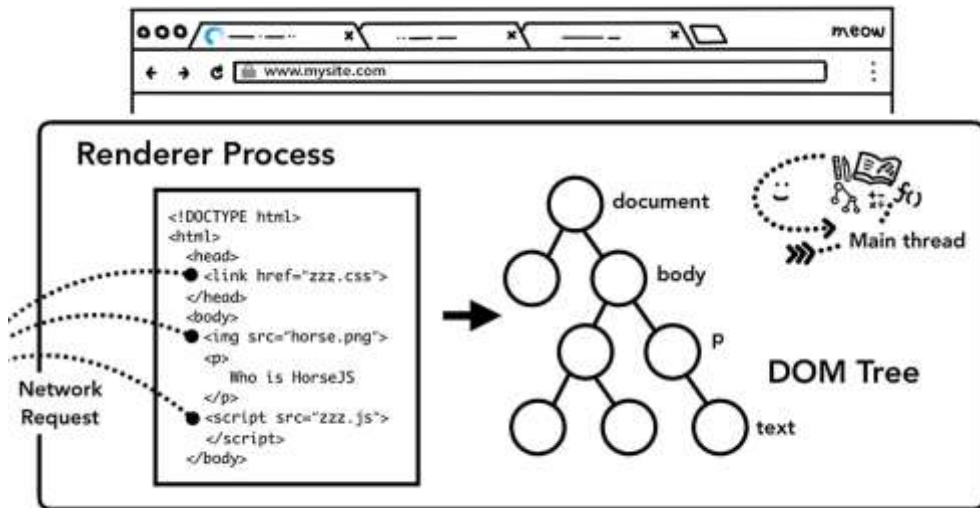 meow
www.mysite.com
Renderer Process
<!DOCTYPE html>
<html>
<head>
<link href="zzz.css">
</head>
<body>
<img src="horse.png">
<p>
Who is HorseJS
</p>
<script src="zzz.js">
</script>
</body>
Network
Request
document
body
p
text
DOM Tree
f()
Main thread